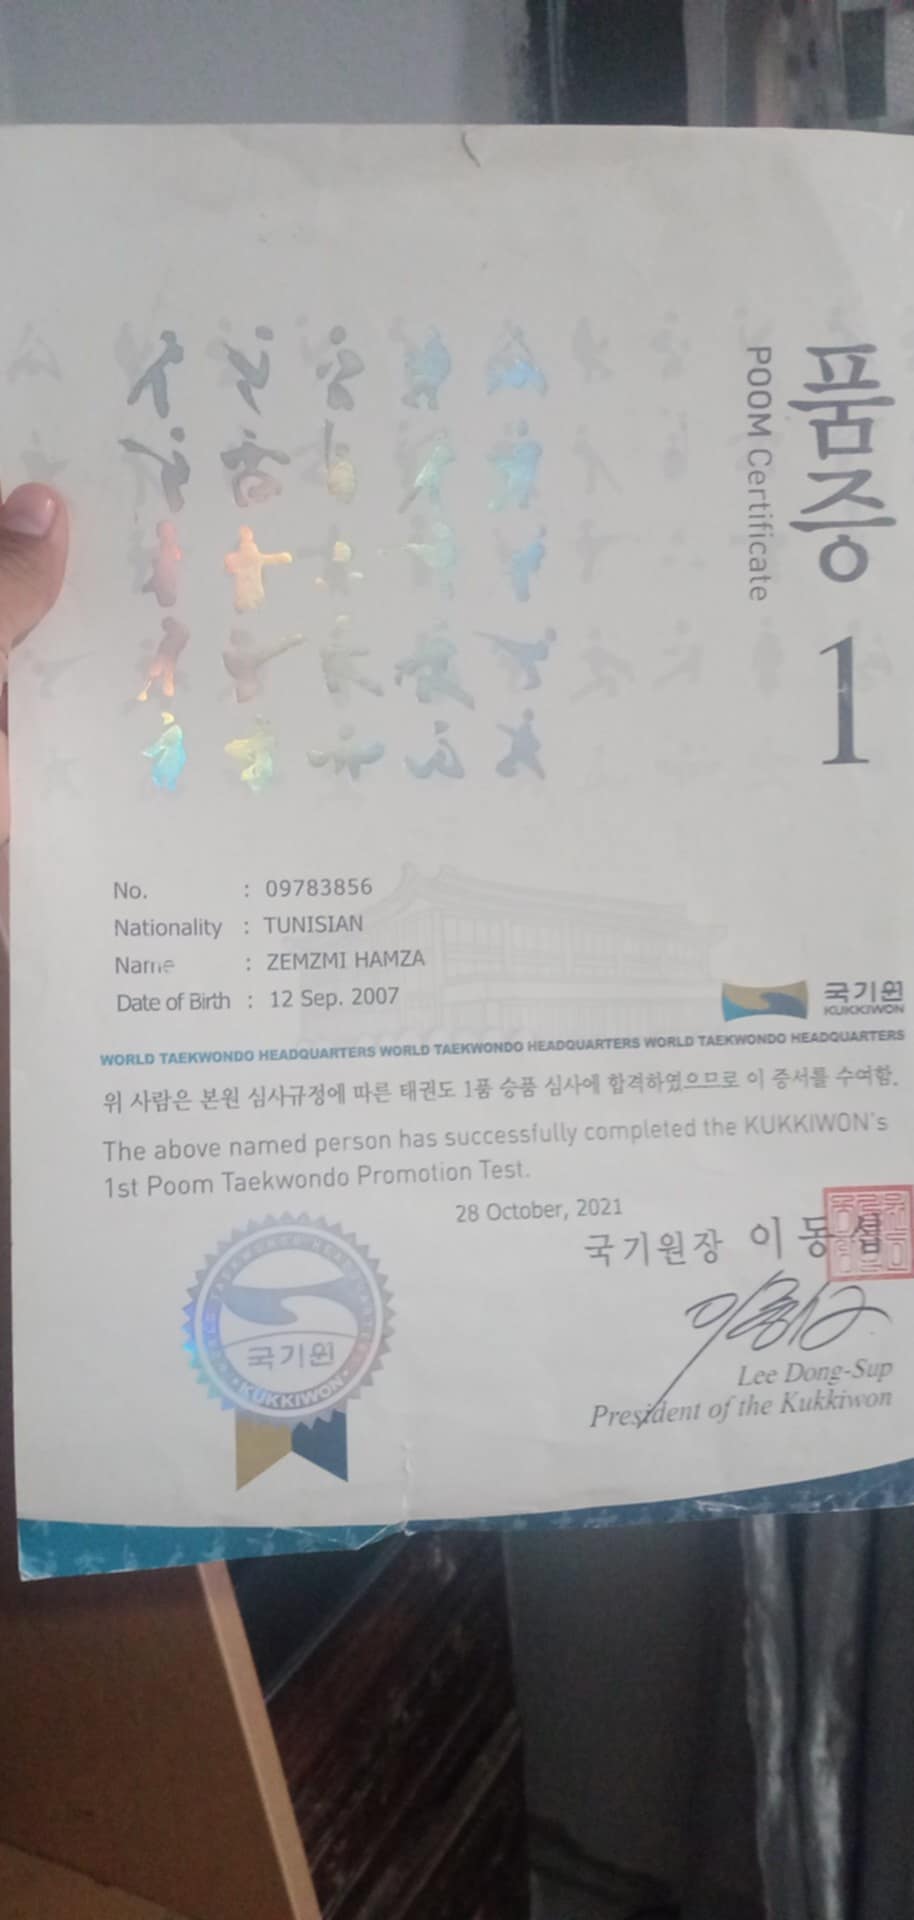 품증 1
POOM Certificate
No. : 09783856
Nationality : TUNISIAN
Name : ZEMZMI HAMZA
Date of Birth : 12 Sep. 2007
국기원
KUKKIWON
WORLD TAEKWONDO HEADQUARTERS WORLD TAEKWONDO HEADQUARTERS WORLD TAEKWONDO HEADQUARTERS
위 사람은 본원 심사규정에 따른 태권도 1품 승품 심사에 합격하였으므로 이 증서를 수여함.
The above named person has successfully completed the KUKKIWON's
1st Poom Taekwondo Promotion Test.
28 October, 2021
국기원장 이동섭
Lee Dong-Sup
President of the Kukkiwon
국기원
KUKKIWON